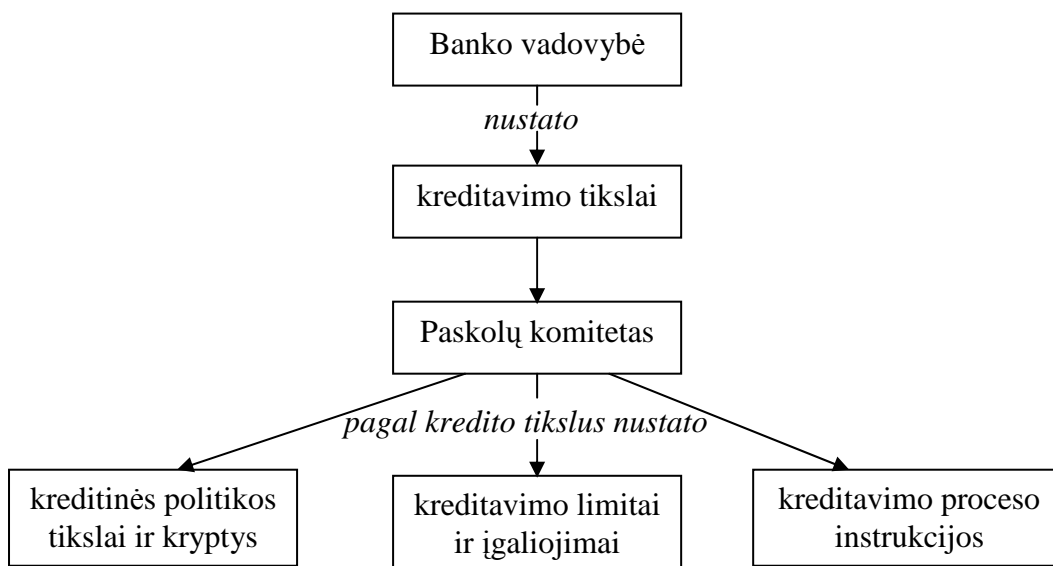 Banko vadovybė
nustato
kreditavimo tikslai
Paskolų komitetas
pagal kredito tikslus nustato
kreditinės politikos
tikslai ir kryptys
kreditavimo limitai
ir įgaliojimai
kreditavimo proceso
instrukcijos